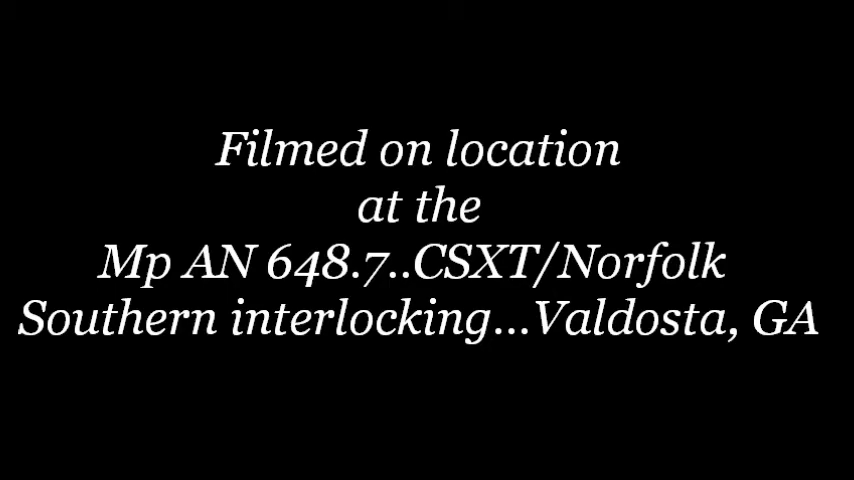 Filmed on location
at the
Mp AN 648.7..CSXT/Norfolk
Southern interlocking...Valdosta, GA